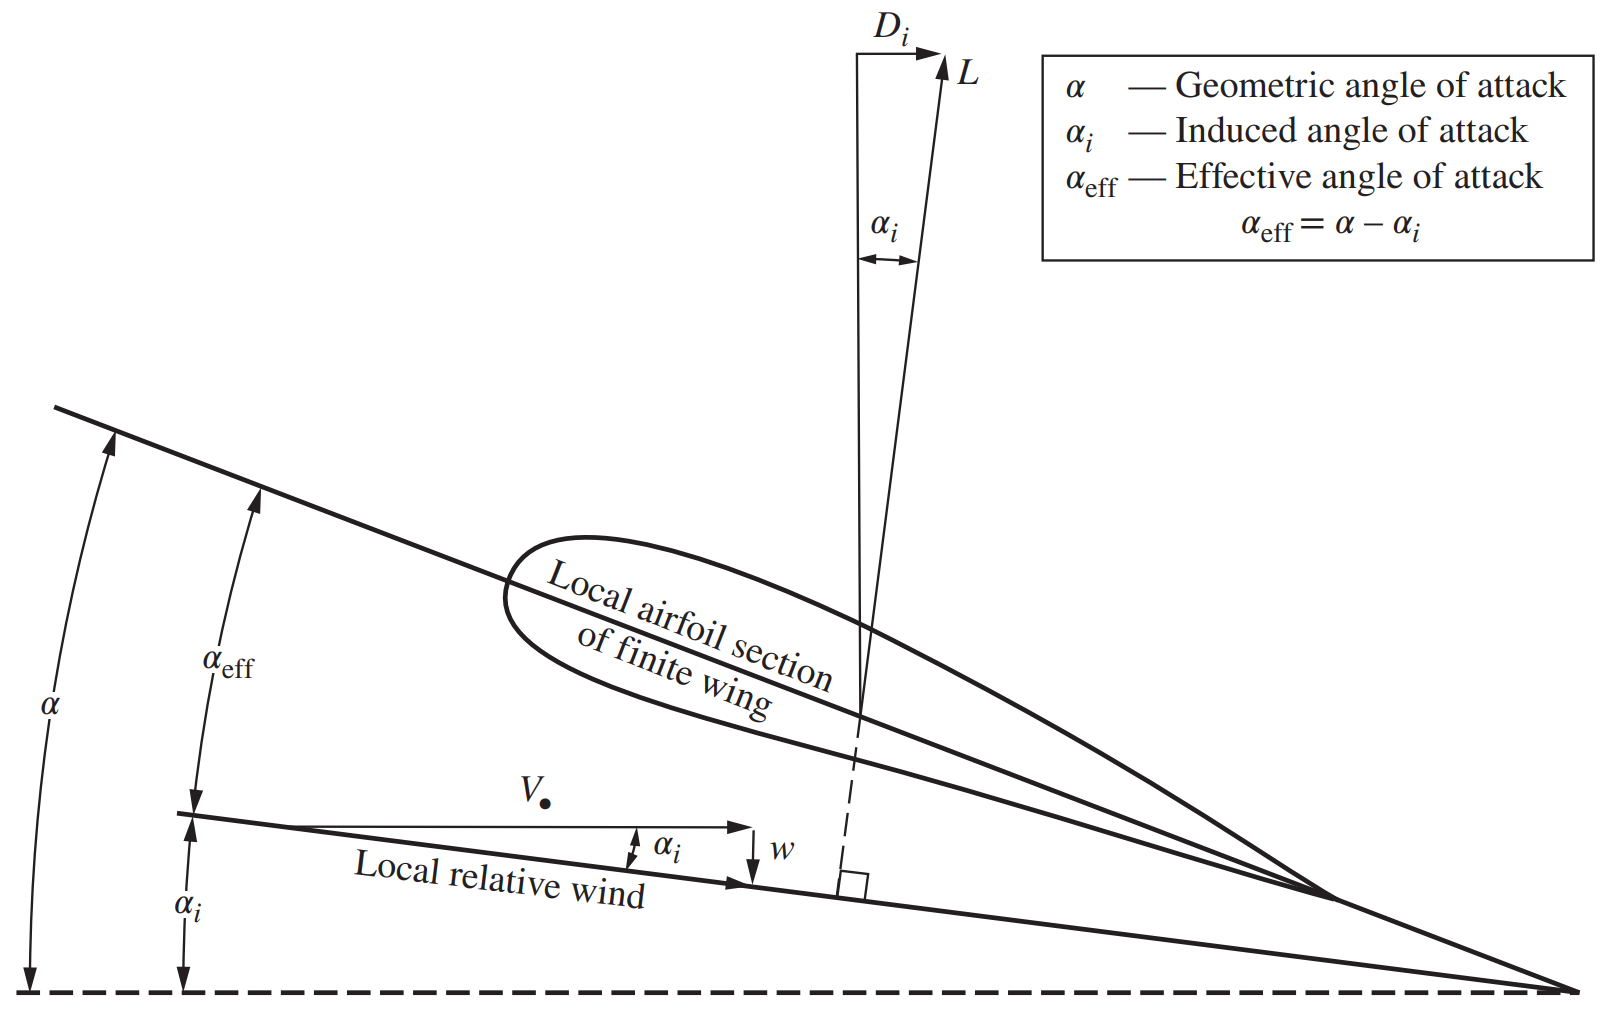 D_i
L
α — Geometric angle of attack
α_i — Induced angle of attack
α_eff — Effective angle of attack
α_eff = α – α_i
α_i
Local airfoil section
of finite wing
α_eff
α
V•
α_i
w
Local relative wind
α_i